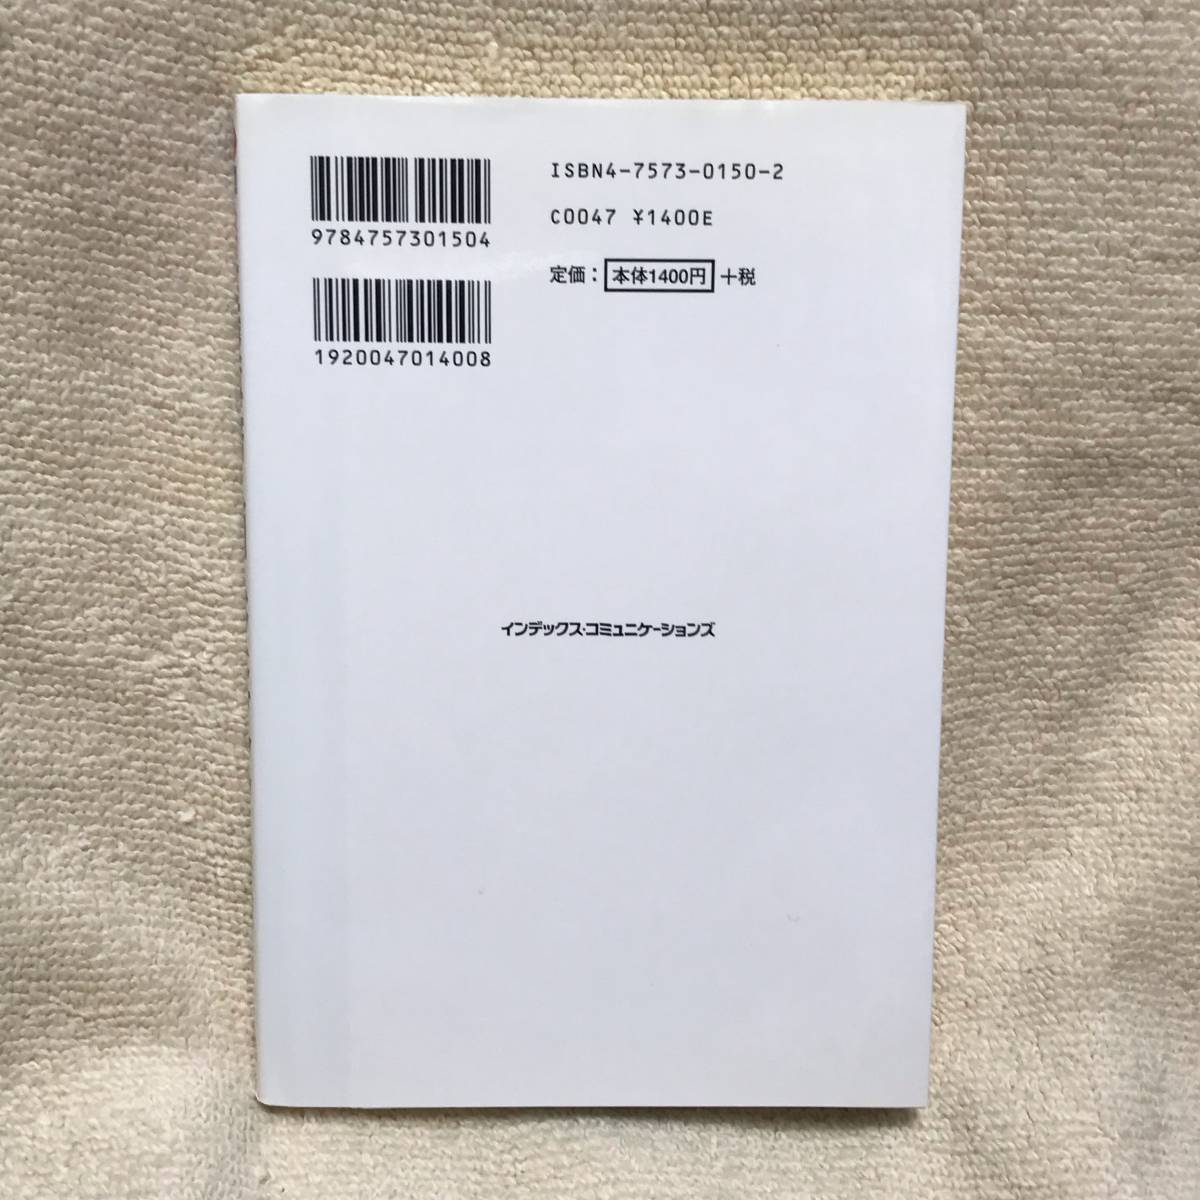 9784757301504
1920047014008
ISBN4-7573-0150-2
C0047 ¥1400E
定価： 本体1400円 +税
インデックス・コミュニケーションズ